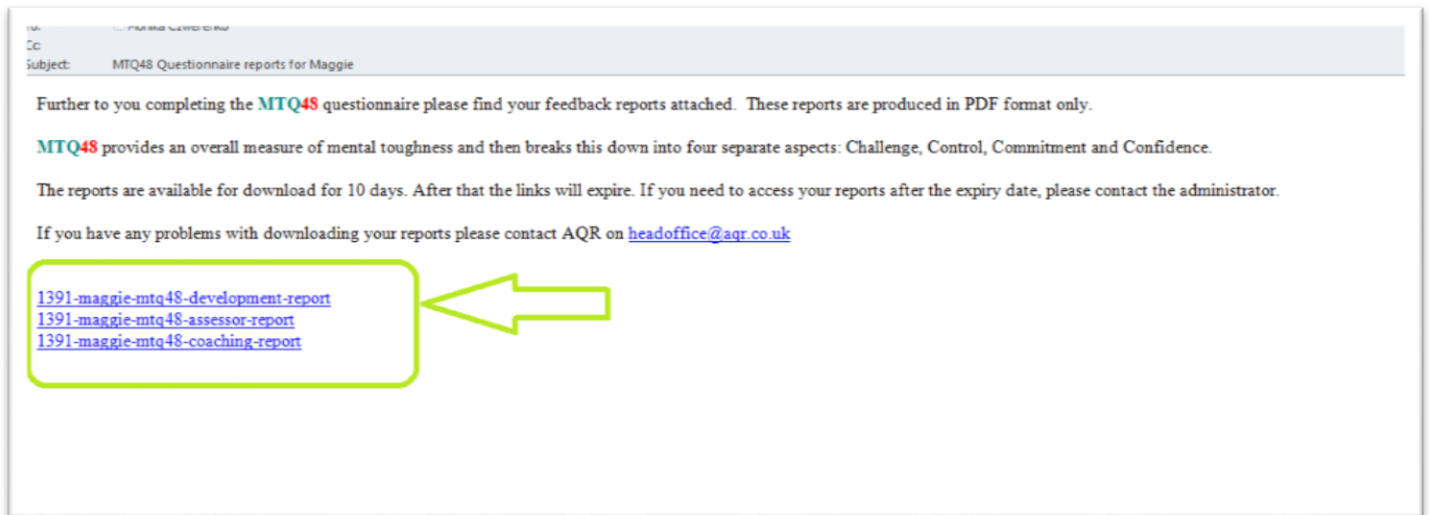 Cc
Subject: MTQ48 Questionnaire reports for Maggie
Further to you completing the MTQ48 questionnaire please find your feedback reports attached. These reports are produced in PDF format only.
MTQ48 provides an overall measure of mental toughness and then breaks this down into four separate aspects: Challenge, Control, Commitment and Confidence.
The reports are available for download for 10 days. After that the links will expire. If you need to access your reports after the expiry date, please contact the administrator.
If you have any problems with downloading your reports please contact AQR on headoffice@aqr.co.uk
1391-maggie-mtq48-development-report
1391-maggie-mtq48-assessor-report
1391-maggie-mtq48-coaching-report